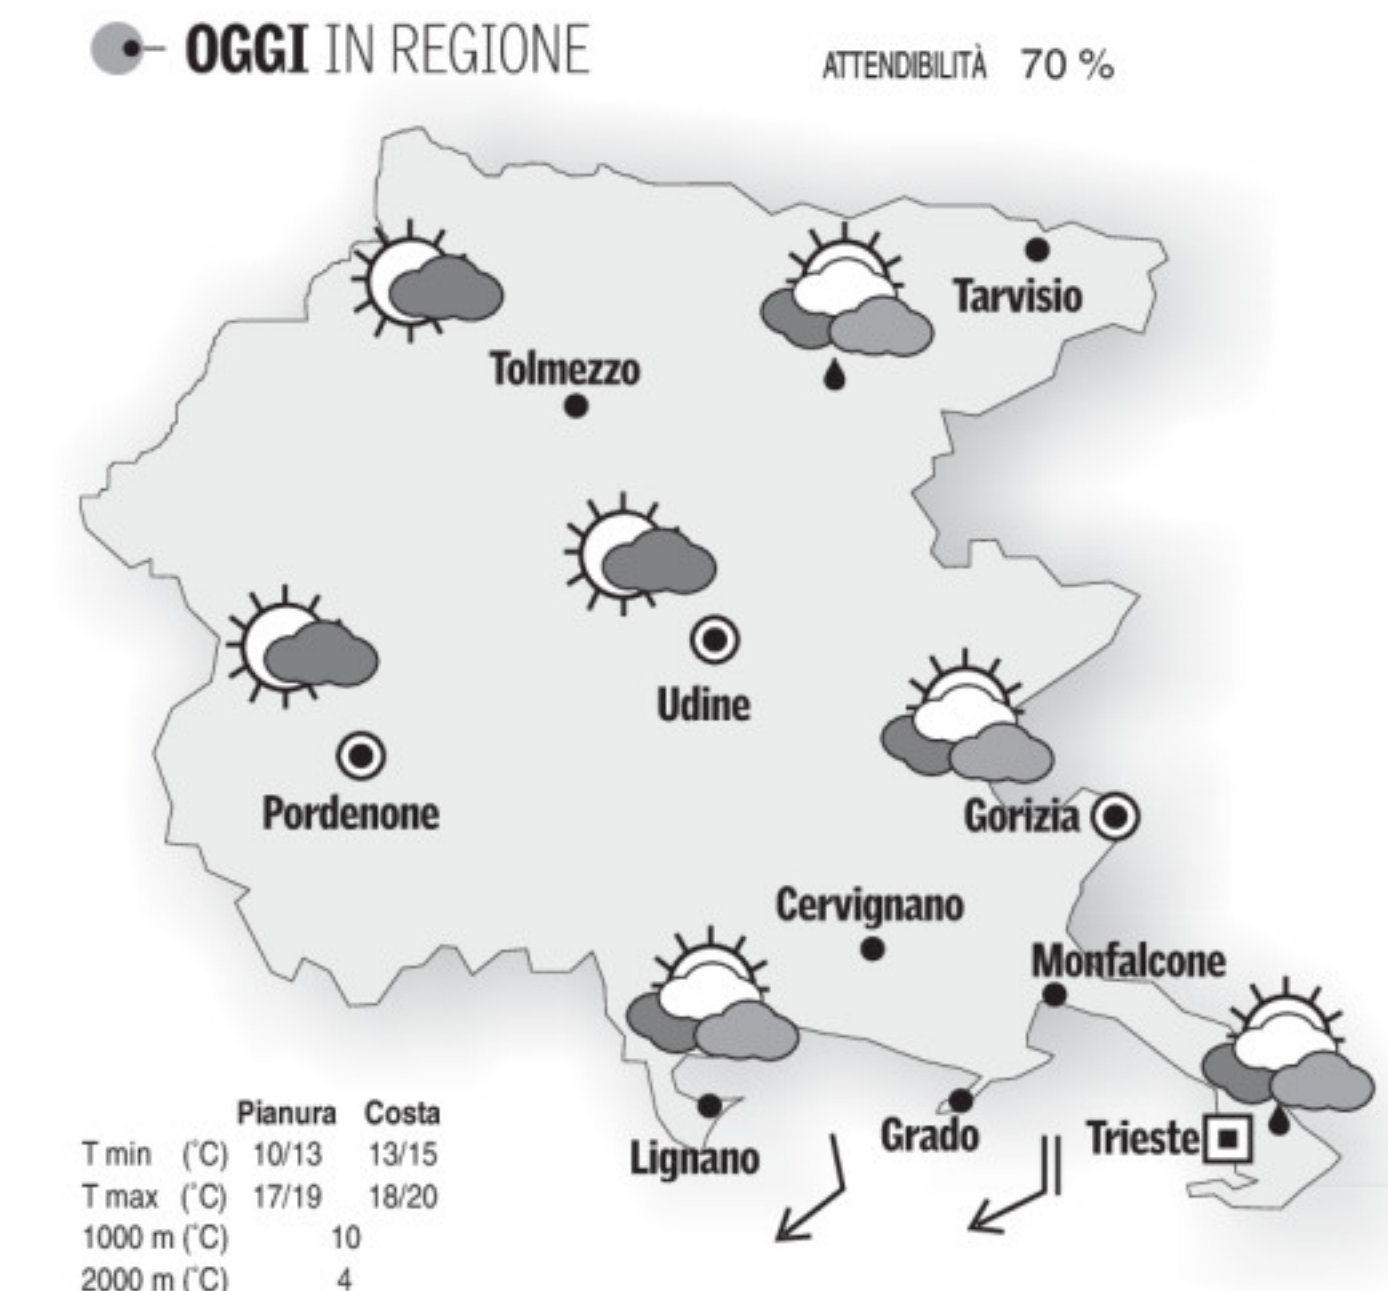 OGGI IN REGIONE
ATTENDIBILITÀ 70 %
Tarvisio
Tolmezzo
Udine
Pordenone
Gorizia
Cervignano
Monfalcone
Grado
Trieste
Lignano
Pianura Costa
T min (°C) 10/13 13/15
T max (°C) 17/19 18/20
1000 m (°C) 10
2000 m (°C) 4